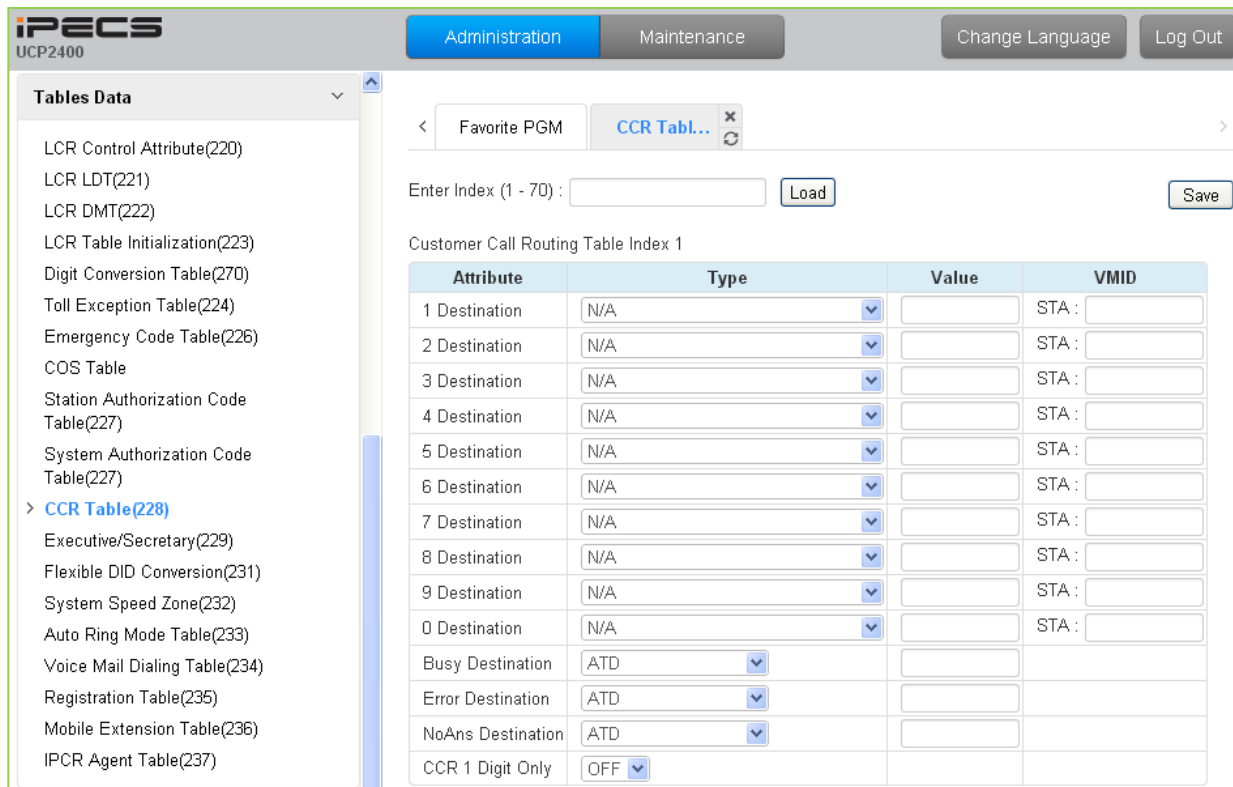 iPECS
UCP2400
Administration
Maintenance
Change Language
Log Out
Tables Data
LCR Control Attribute(220)
LCR LDT(221)
LCR DMT(222)
LCR Table Initialization(223)
Digit Conversion Table(270)
Toll Exception Table(224)
Emergency Code Table(226)
COS Table
Station Authorization Code
Table(227)
System Authorization Code
Table(227)
> CCR Table(228)
Executive/Secretary(229)
Flexible DID Conversion(231)
System Speed Zone(232)
Auto Ring Mode Table(233)
Voice Mail Dialing Table(234)
Registration Table(235)
Mobile Extension Table(236)
IPCR Agent Table(237)
< Favorite PGM CCR Tabl... >
Enter Index (1 - 70) : Load Save
Customer Call Routing Table Index 1
Attribute Type Value VMID
1 Destination N/A STA :
2 Destination N/A STA :
3 Destination N/A STA :
4 Destination N/A STA :
5 Destination N/A STA :
6 Destination N/A STA :
7 Destination N/A STA :
8 Destination N/A STA :
9 Destination N/A STA :
0 Destination N/A STA :
Busy Destination ATD
Error Destination ATD
NoAns Destination ATD
CCR 1 Digit Only OFF